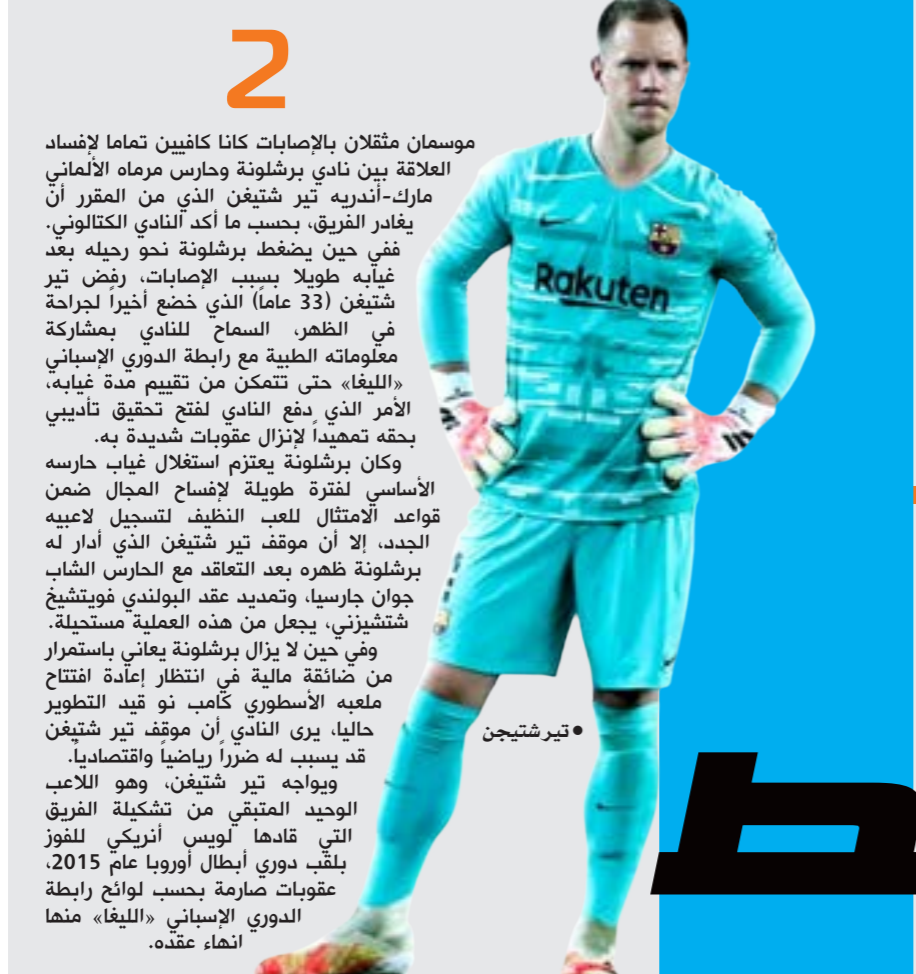 2
موسمان مثقلان بالإصابات كانا كافيين تماما لإفساد
العلاقة بين نادي برشلونة وحارس مرماه الألماني
مارك-أندريه تير شتيغن الذي من المقرر أن
يغادر الفريق، بحسب ما أكد النادي الكتالوني.
ففي حين يضغط برشلونة نحو رحيله بعد
غيابه طويلا بسبب الإصابات، رفض تير
شتيغن (33 عاماً) الذي خضع أخيراً لجراحة
في الظهر، السماح للنادي بمشاركة
معلوماته الطبية مع رابطة الدوري الإسباني
«الليغا» حتى تتمكن من تقييم مدة غيابه،
الأمر الذي دفع النادي لفتح تحقيق تأديبي
بحقه تمهيداً لإنزال عقوبات شديدة به.
وكان برشلونة يعتزم استغلال غياب حارسه
الأساسي لفترة طويلة لإفساح المجال ضمن
قواعد الامتثال للعب النظيف لتسجيل لاعبيه
الجدد، إلا أن موقف تير شتيغن الذي أدار له
برشلونة ظهره بعد التعاقد مع الحارس الشاب
جوان جارسيا، وتمديد عقد البولندي فويتشيخ
شتشيزني، يجعل من هذه العملية مستحيلة.
وفي حين لا يزال برشلونة يعاني باستمرار
من ضائقة مالية في انتظار إعادة افتتاح
ملعبه الأسطوري كامب نو قيد التطوير
حاليا، يرى النادي أن موقف تير شتيغن
قد يسبب له ضرراً رياضياً واقتصادياً.
ويواجه تير شتيغن، وهو اللاعب
الوحيد المتبقي من تشكيلة الفريق
التي قادها لويس أنريكي للفوز
بلقب دوري أبطال أوروبا عام 2015،
عقوبات صارمة بحسب لوائح رابطة
الدوري الإسباني «الليغا» منها
انهاء عقده.
Rakuten
● تير شتيجن